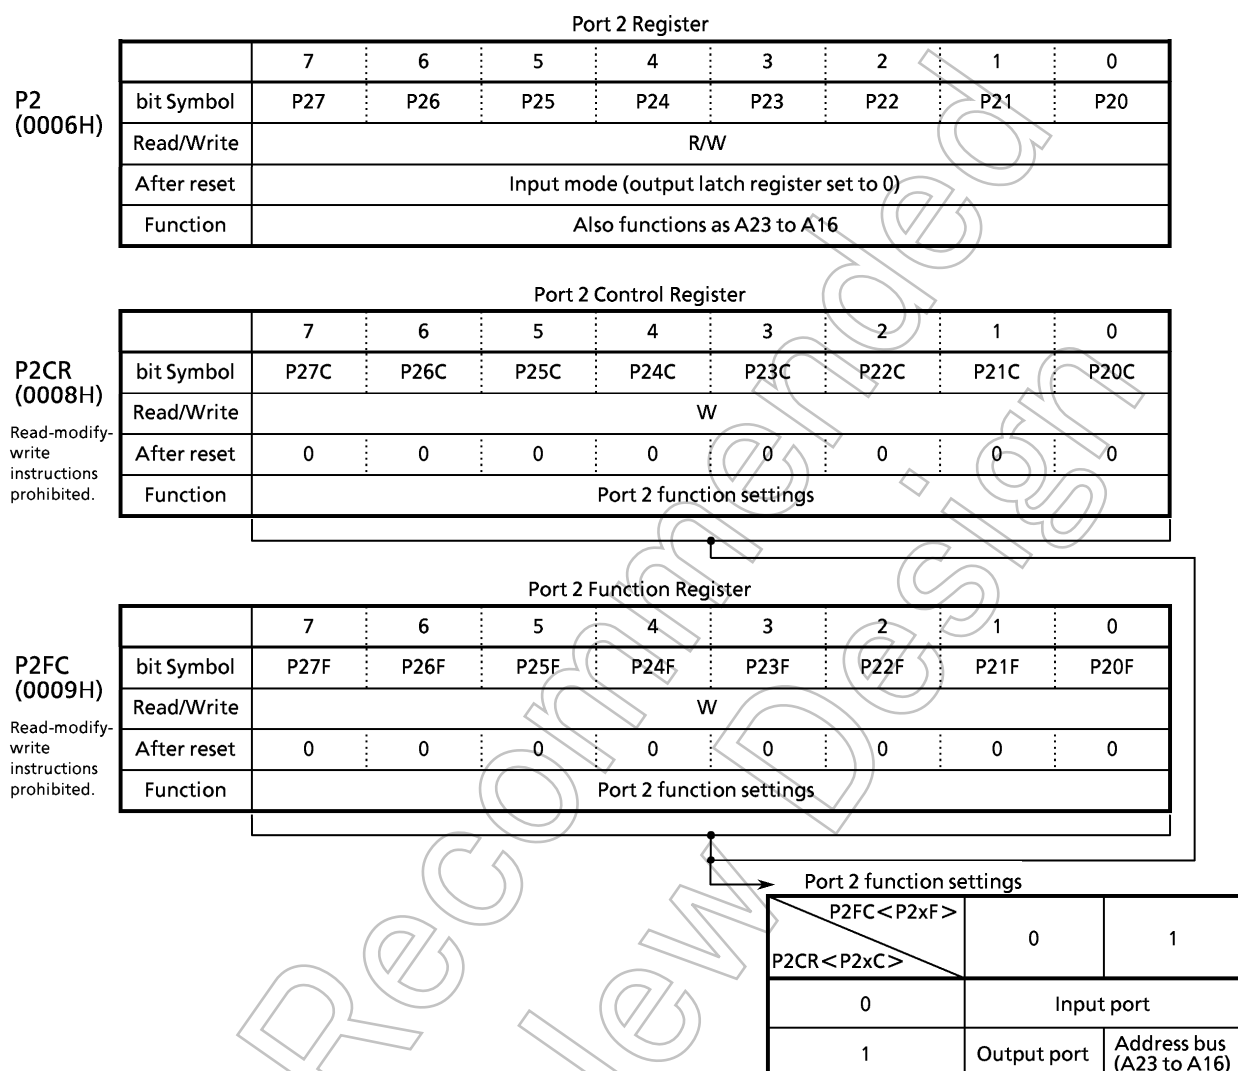 Port 2 Register
7 6 5 4 3 2 1 0
P2
(0006H)
bit Symbol P27 P26 P25 P24 P23 P22 P21 P20
Read/Write R/W
After reset Input mode (output latch register set to 0)
Function Also functions as A23 to A16
Port 2 Control Register
7 6 5 4 3 2 1 0
P2CR
(0008H)
Read-modify-
write
instructions
prohibited.
bit Symbol P27C P26C P25C P24C P23C P22C P21C P20C
Read/Write W
After reset 0 0 0 0 0 0 0 0
Function Port 2 function settings
Port 2 Function Register
7 6 5 4 3 2 1 0
P2FC
(0009H)
Read-modify-
write
instructions
prohibited.
bit Symbol P27F P26F P25F P24F P23F P22F P21F P20F
Read/Write W
After reset 0 0 0 0 0 0 0 0
Function Port 2 function settings
Port 2 function settings
P2FC<P2xF> 0 1
P2CR<P2xC>
0 Input port
1 Output port Address bus
(A23 to A16)
Recommended
Design